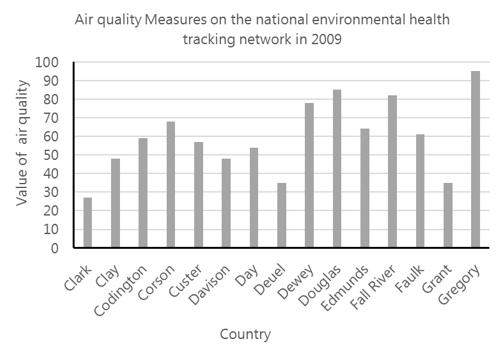 Air quality Measures on the national environmental health
tracking network in 2009
Value of air quality
100
90
80
70
60
50
40
30
20
10
0
Clark
Clay
Codington
Corson
Custer
Davison
Day
Deuel
Dewey
Douglas
Edmunds
Fall River
Faulk
Grant
Gregory
Country